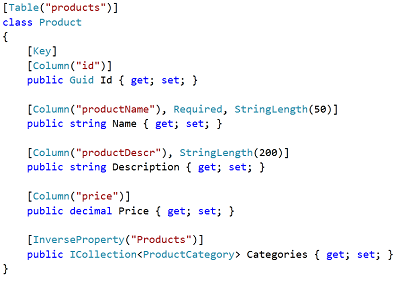 [Table("products")]
class Product
{
    [Key]
    [Column("id")]
    public Guid Id { get; set; }

    [Column("productName"), Required, StringLength(50)]
    public string Name { get; set; }

    [Column("productDescr"), StringLength(200)]
    public string Description { get; set; }

    [Column("price")]
    public decimal Price { get; set; }

    [InverseProperty("Products")]
    public ICollection<ProductCategory> Categories { get; set; }
}